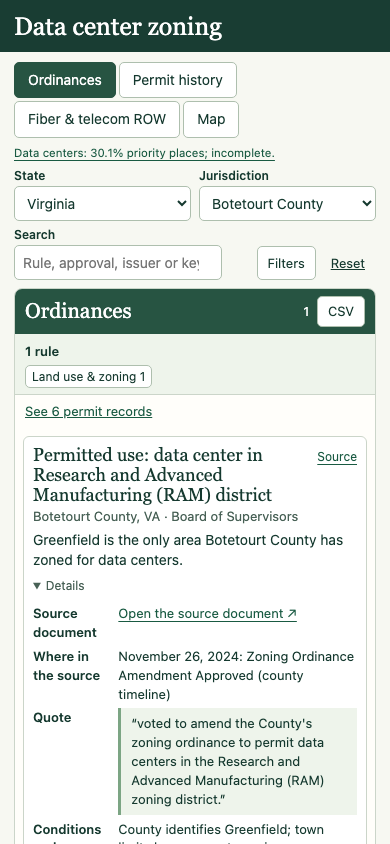 Data center zoning
Ordinances
Permit history
Fiber & telecom ROW
Map
Data centers: 30.1% priority places; incomplete.
State
Jurisdiction
Virginia
Botetourt County
Search
Rule, approval, issuer or key
Filters
Reset
Ordinances
1
CSV
1 rule
Land use & zoning 1
See 6 permit records
Permitted use: data center in
Research and Advanced
Manufacturing (RAM) district
Source
Botetourt County, VA · Board of Supervisors
Greenfield is the only area Botetourt County has
zoned for data centers.
▼ Details
Source
document
Open the source document ↗
Where in
the source
November 26, 2024: Zoning Ordinance
Amendment Approved (county
timeline)
Quote
“voted to amend the County's
zoning ordinance to permit data
centers in the Research and
Advanced Manufacturing (RAM)
zoning district.”
Conditions
County identifies Greenfield; town